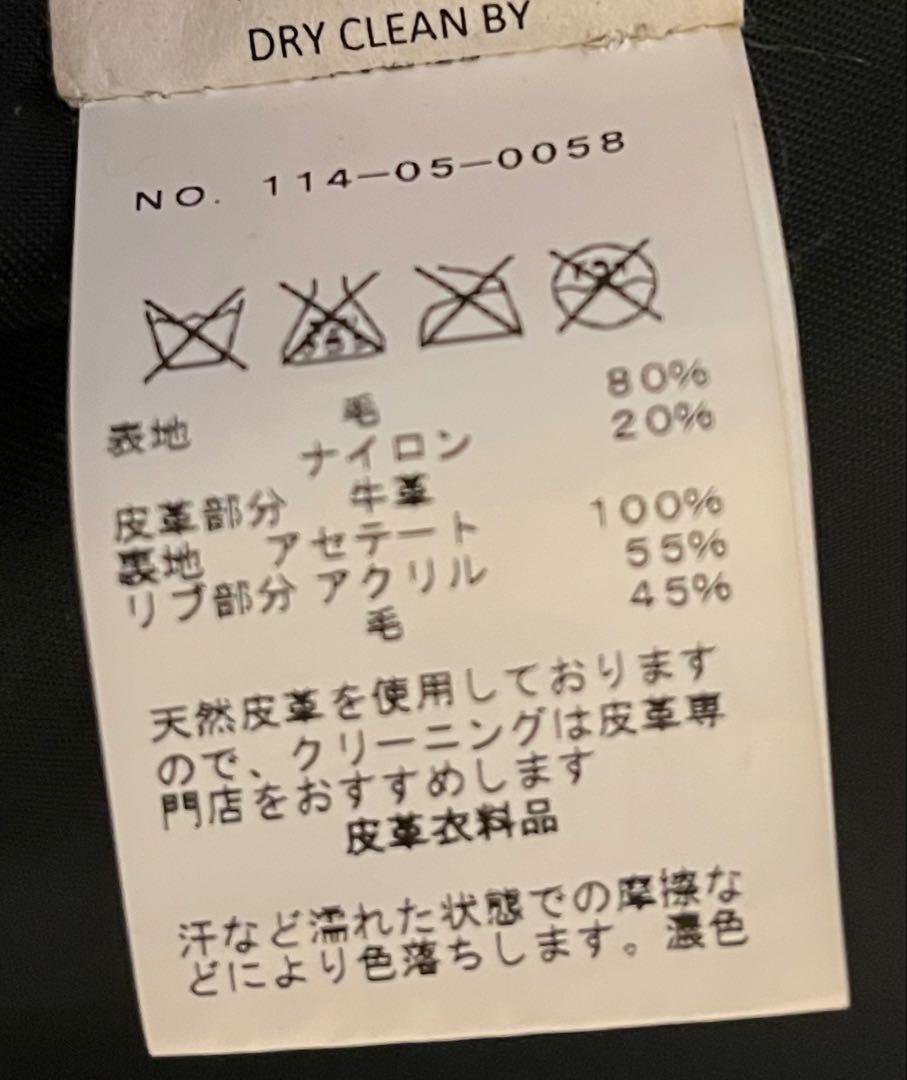 DRY CLEAN BY
NO. 114-05-0058
表地 毛 80%
ナイロン 20%
皮革部分 牛革
裏地 アセテート 100%
リブ部分 アクリル 55%
毛 45%
天然皮革を使用しております
ので、クリーニングは皮革専
門店をおすすめします
皮革衣料品
汗など濡れた状態での摩擦な
どにより色落ちします。濃色